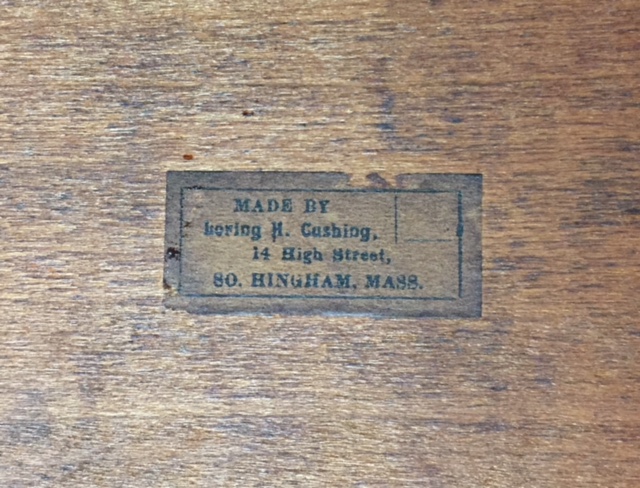 MADE BY
Loring H. Cushing,
14 High Street,
SO. HINGHAM, MASS.